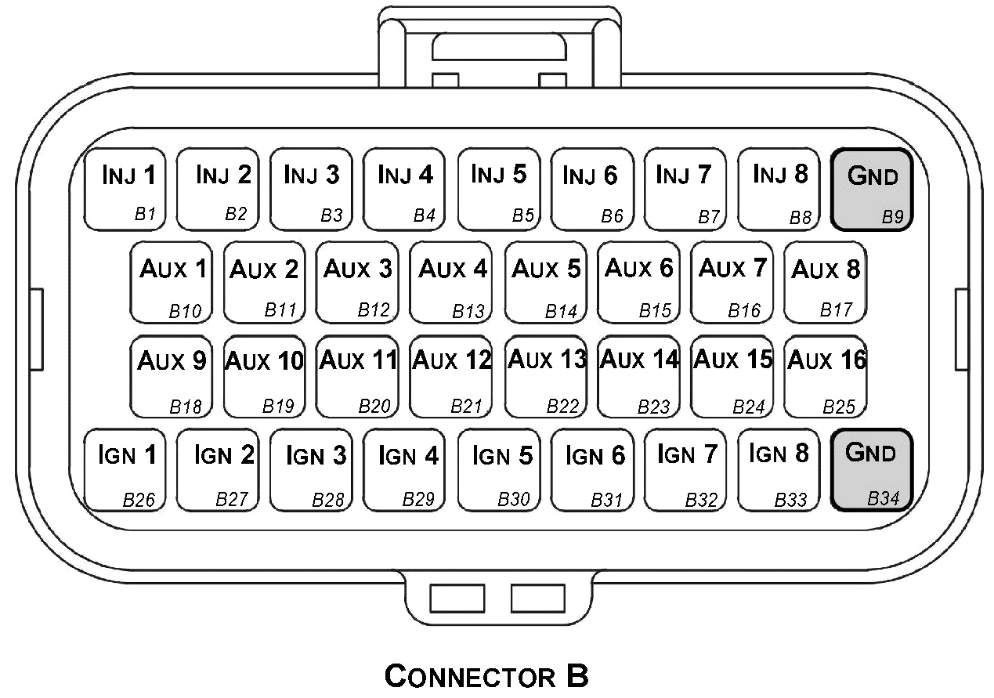 INJ 1 INJ 2 INJ 3 INJ 4 INJ 5 INJ 6 INJ 7 INJ 8 GND
B1 B2 B3 B4 B5 B6 B7 B8 B9
AUX 1 AUX 2 AUX 3 AUX 4 AUX 5 AUX 6 AUX 7 AUX 8
B10 B11 B12 B13 B14 B15 B16 B17
AUX 9 AUX 10 AUX 11 AUX 12 AUX 13 AUX 14 AUX 15 AUX 16
B18 B19 B20 B21 B22 B23 B24 B25
IGN 1 IGN 2 IGN 3 IGN 4 IGN 5 IGN 6 IGN 7 IGN 8 GND
B26 B27 B28 B29 B30 B31 B32 B33 B34
CONNECTOR B